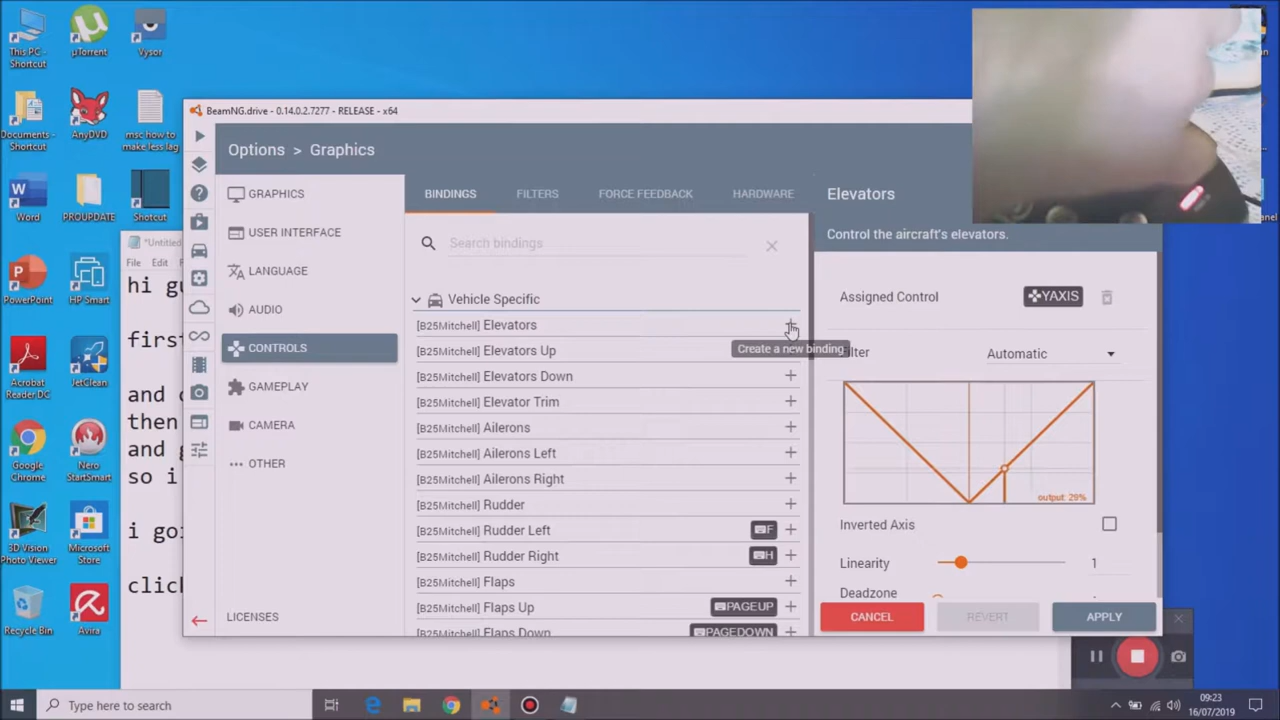 This PC -
Shortcut
µTorrent
Vysor
Documents -
Shortcut
AnyDVD
msc how to
make less lag
Word
PROUPDATE
Shotcut
PowerPoint
HP Smart
Acrobat
Reader DC
JetClean
Google
Chrome
Nero
StartSmart
3D Vision
Photo Viewer
Microsoft
Store
Recycle Bin
Avira
*Untitled
File Edit
hi
and
then
and
so i
i
BeamNG.drive - 0.14.0.2.7277 - RELEASE - x64
Options > Graphics
GRAPHICS
USER INTERFACE
LANGUAGE
AUDIO
CONTROLS
GAMEPLAY
CAMERA
OTHER
LICENSES
BINDINGS FILTERS FORCE FEEDBACK HARDWARE
Search bindings
Vehicle Specific
[B25Mitchell] Elevators
Create a new binding
[B25Mitchell] Elevators Up
[B25Mitchell] Elevators Down
[B25Mitchell] Elevator Trim
[B25Mitchell] Ailerons
[B25Mitchell] Ailerons Left
[B25Mitchell] Ailerons Right
[B25Mitchell] Rudder
[B25Mitchell] Rudder Left F
[B25Mitchell] Rudder Right H
[B25Mitchell] Flaps
[B25Mitchell] Flaps Up PAGEUP
[B25Mitchell] Flaps Down PAGEDOWN
Elevators
Control the aircraft's elevators.
Assigned Control YAXIS
Filter Automatic
output: 29%
Inverted Axis
Linearity 1
Deadzone
CANCEL REVERT APPLY
Type here to search
09:23
16/07/2019